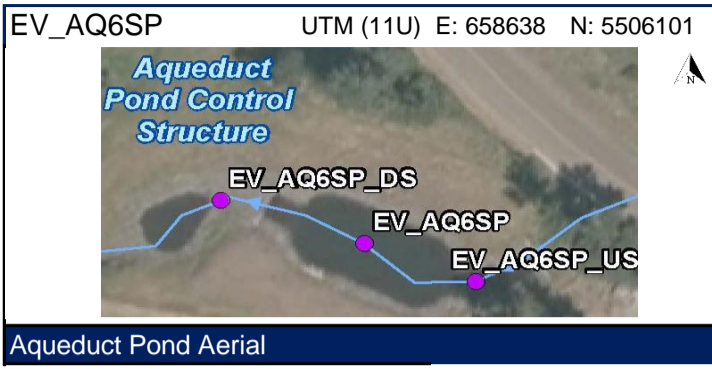 EV_AQ6SP UTM (11U) E: 658638 N: 5506101
N
Aqueduct
Pond Control
Structure
EV_AQ6SP_DS
EV_AQ6SP
EV_AQ6SP_US
Aqueduct Pond Aerial